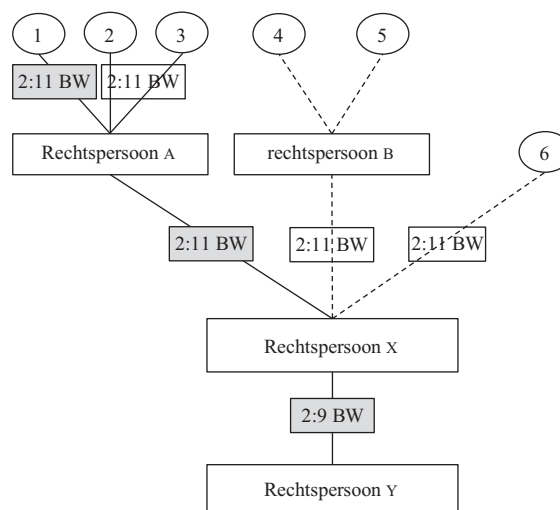 1 2 3 4 5
2:11 BW 2:11 BW
Rechtspersoon A rechtspersoon B 6
2:11 BW 2:11 BW 2:11 BW
Rechtspersoon X
2:9 BW
Rechtspersoon Y